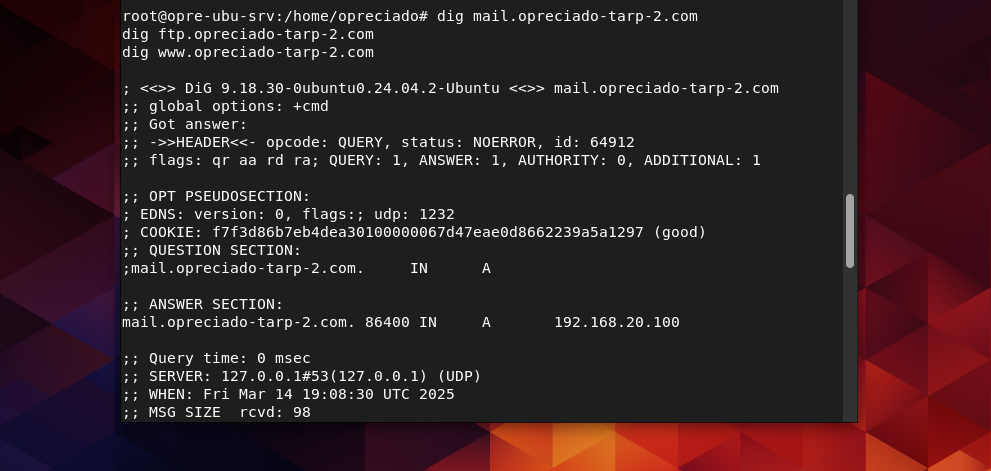 root@opre-ubu-srv:/home/opreciado# dig mail.opreciado-tarp-2.com
dig ftp.opreciado-tarp-2.com
dig www.opreciado-tarp-2.com
; <<>> DiG 9.18.30-0ubuntu0.24.04.2-Ubuntu <<>> mail.opreciado-tarp-2.com
;; global options: +cmd
;; Got answer:
;; ->>HEADER<<- opcode: QUERY, status: NOERROR, id: 64912
;; flags: qr aa rd ra; QUERY: 1, ANSWER: 1, AUTHORITY: 0, ADDITIONAL: 1
;; OPT PSEUDOSECTION:
; EDNS: version: 0, flags:; udp: 1232
; COOKIE: f7f3d86b7eb4dea30100000067d47eae0d8662239a5a1297 (good)
;; QUESTION SECTION:
;mail.opreciado-tarp-2.com.     IN      A
;; ANSWER SECTION:
mail.opreciado-tarp-2.com. 86400 IN     A       192.168.20.100
;; Query time: 0 msec
;; SERVER: 127.0.0.1#53(127.0.0.1) (UDP)
;; WHEN: Fri Mar 14 19:08:30 UTC 2025
;; MSG SIZE  rcvd: 98